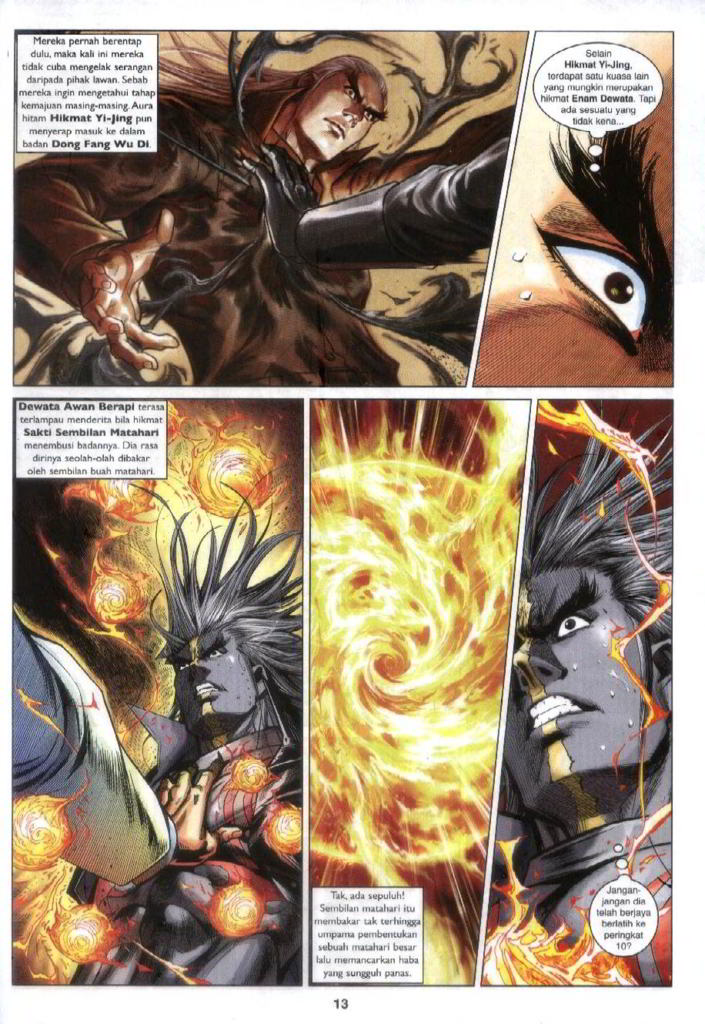 Mereka pernah berentap
dulu, maka kali ini mereka
tidak cuba mengelak serangan
daripada pihak lawan. Sebab
mereka ingin mengetahui tahap
kemajuan masing-masing. Aura
hitam Hikmat Yi-Jing pun
menyerap masuk ke dalam
badan Dong Fang Wu Di.
Selain
Hikmat Yi-Jing,
terdapat satu kuasa lain
yang mungkin merupakan
hikmat Enam Dewata. Tapi
ada sesuatu yang
tidak kena...
Dewata Awan Berapi terasa
terlampau menderita bila hikmat
Sakti Sembilan Matahari
menembusi badannya. Dia rasa
dirinya seolah-olah dibakar
oleh sembilan buah matahari.
Tak, ada sepuluh!
Sembilan matahari itu
membakar tak terhingga
umpama pembentukan
sebuah matahari besar
lalu memancarkan haba
yang sungguh panas.
Jangan-
jangan dia
telah berjaya
berlatih ke
peringkat
10?
13